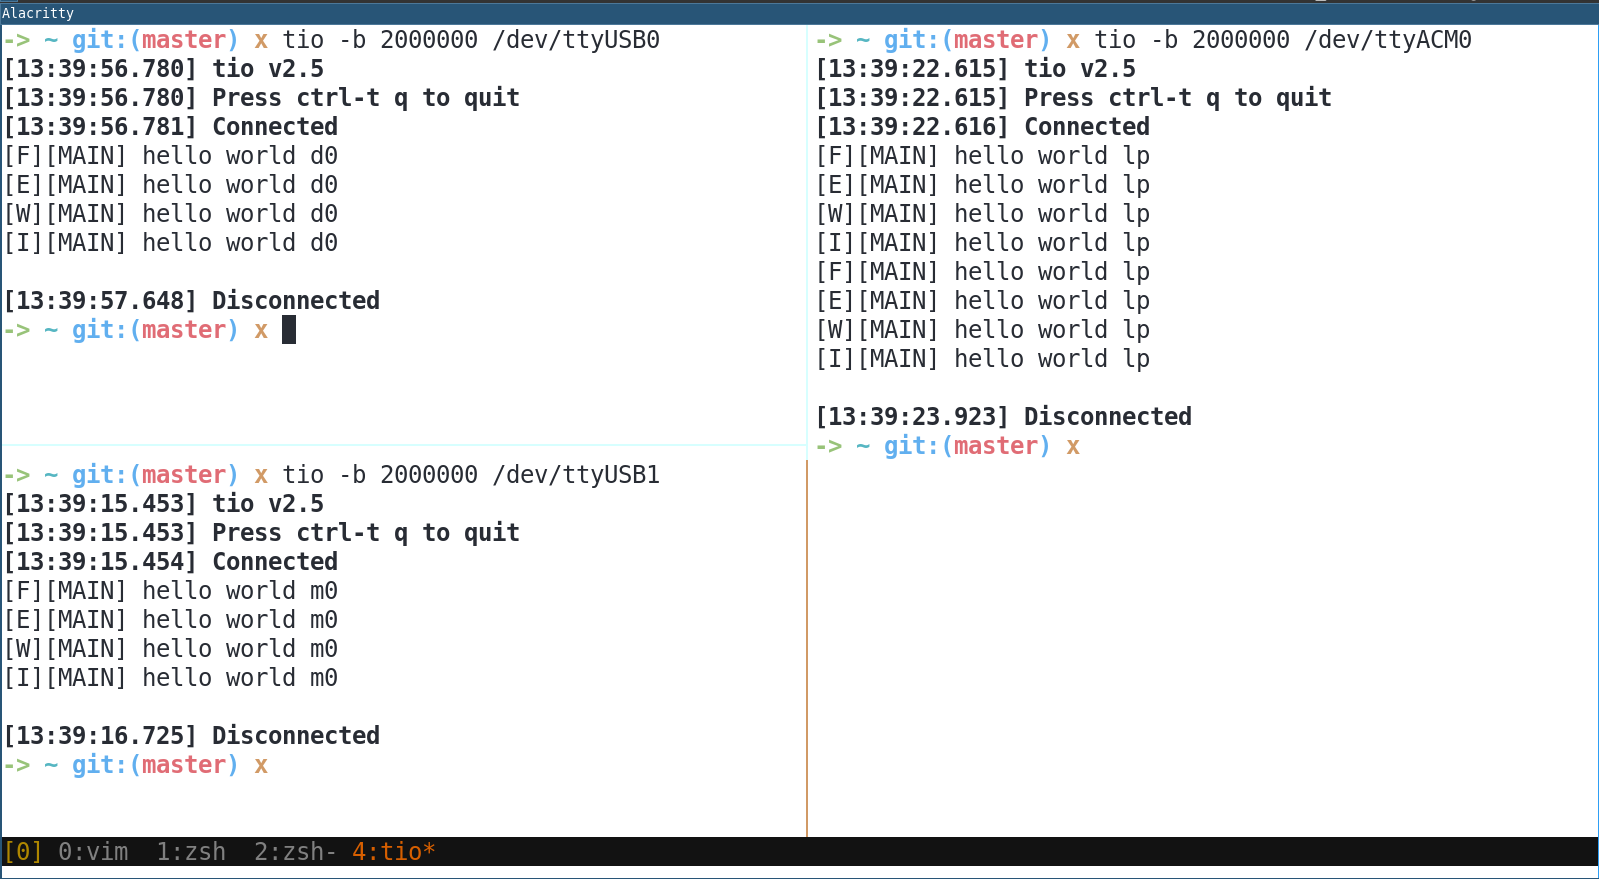 Alacritty
-> ~ git:(master) x tio -b 2000000 /dev/ttyUSB0
[13:39:56.780] tio v2.5
[13:39:56.780] Press ctrl-t q to quit
[13:39:56.781] Connected
[F][MAIN] hello world d0
[E][MAIN] hello world d0
[W][MAIN] hello world d0
[I][MAIN] hello world d0
[13:39:57.648] Disconnected
-> ~ git:(master) x
-> ~ git:(master) x tio -b 2000000 /dev/ttyUSB1
[13:39:15.453] tio v2.5
[13:39:15.453] Press ctrl-t q to quit
[13:39:15.454] Connected
[F][MAIN] hello world m0
[E][MAIN] hello world m0
[W][MAIN] hello world m0
[I][MAIN] hello world m0
[13:39:16.725] Disconnected
-> ~ git:(master) x
-> ~ git:(master) x tio -b 2000000 /dev/ttyACM0
[13:39:22.615] tio v2.5
[13:39:22.615] Press ctrl-t q to quit
[13:39:22.616] Connected
[F][MAIN] hello world lp
[E][MAIN] hello world lp
[W][MAIN] hello world lp
[I][MAIN] hello world lp
[F][MAIN] hello world lp
[E][MAIN] hello world lp
[W][MAIN] hello world lp
[I][MAIN] hello world lp
[13:39:23.923] Disconnected
-> ~ git:(master) x
[0] 0:vim  1:zsh  2:zsh- 4:tio*